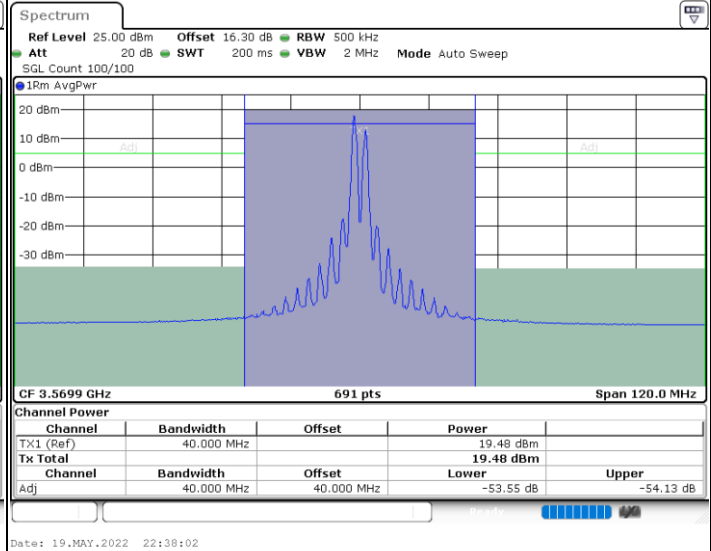 Spectrum
Ref Level 25.00 dBm Offset 16.30 dB RBW 500 kHz
Att 20 dB SWT 200 ms VBW 2 MHz Mode Auto Sweep
SGL Count 100/100
1Rm AvgPwr
20 dBm
10 dBm
Adj Adj
0 dBm
-10 dBm
-20 dBm
-30 dBm
CF 3.5699 GHz 691 pts Span 120.0 MHz
Channel Power
Channel Bandwidth Offset Power
TX1 (Ref) 40.000 MHz 19.48 dBm
Tx Total 19.48 dBm
Channel Bandwidth Offset Lower Upper
Adj 40.000 MHz 40.000 MHz -53.55 dB -54.13 dB
Ready
Date: 19.MAY.2022 22:38:02